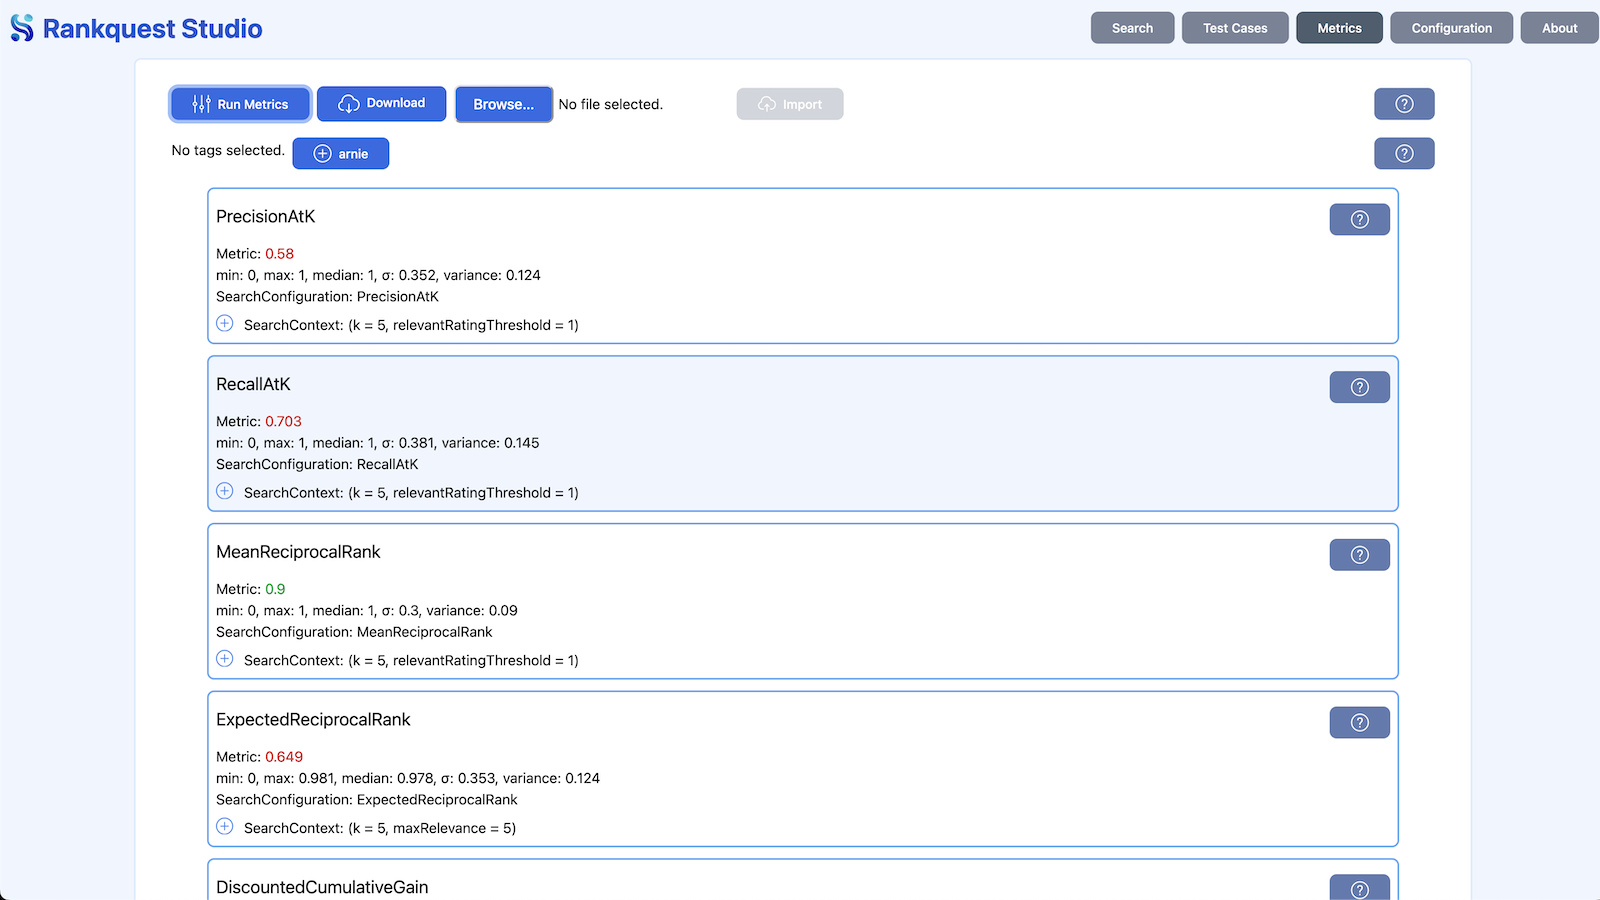 Rankquest Studio
Search
Test Cases
Metrics
Configuration
About
Run Metrics
Download
Browse...
No file selected.
Import
No tags selected.
arnie
PrecisionAtK
Metric: 0.58
min: 0, max: 1, median: 1, σ: 0.352, variance: 0.124
SearchConfiguration: PrecisionAtK
SearchContext: (k = 5, relevantRatingThreshold = 1)
RecallAtK
Metric: 0.703
min: 0, max: 1, median: 1, σ: 0.381, variance: 0.145
SearchConfiguration: RecallAtK
SearchContext: (k = 5, relevantRatingThreshold = 1)
MeanReciprocalRank
Metric: 0.9
min: 0, max: 1, median: 1, σ: 0.3, variance: 0.09
SearchConfiguration: MeanReciprocalRank
SearchContext: (k = 5, relevantRatingThreshold = 1)
ExpectedReciprocalRank
Metric: 0.649
min: 0, max: 0.981, median: 0.978, σ: 0.353, variance: 0.124
SearchConfiguration: ExpectedReciprocalRank
SearchContext: (k = 5, maxRelevance = 5)
DiscountedCumulativeGain